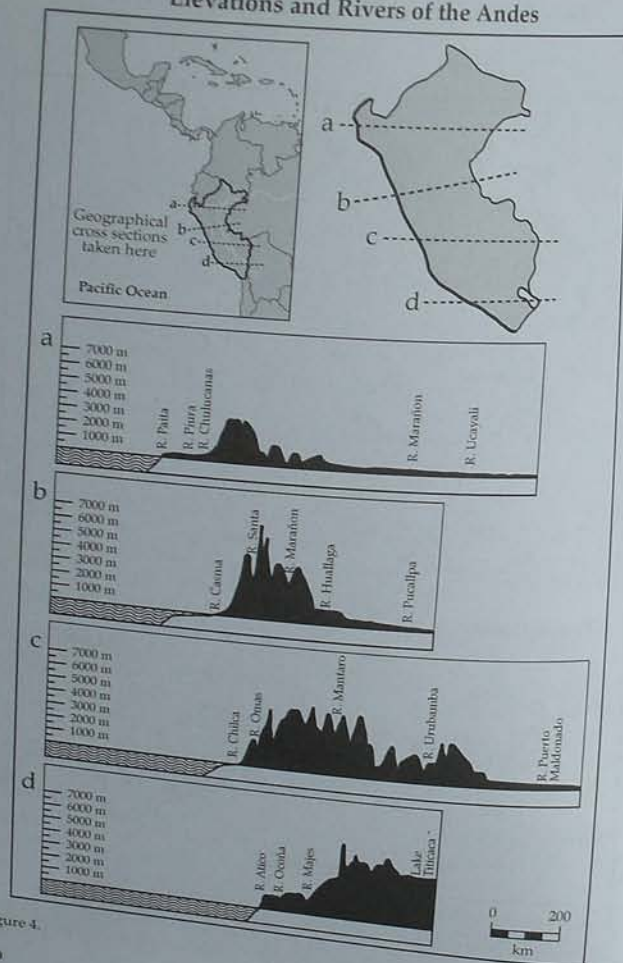 Elevations and Rivers of the Andes
a
b
c
d
Geographical
cross sections
taken here
Pacific Ocean
a
b
c
d
a
7000 m
6000 m
5000 m
4000 m
3000 m
2000 m
1000 m
R. Paita
R. Piura
R. Chulucanas
R. Marañon
R. Ucayali
b
7000 m
6000 m
5000 m
4000 m
3000 m
2000 m
1000 m
R. Casma
R. Santa
R. Marañon
R. Huallaga
R. Pucallpa
c
7000 m
6000 m
5000 m
4000 m
3000 m
2000 m
1000 m
R. Chilca
R. Omas
R. Mantaro
R. Urubamba
R. Puerto
Maldonado
d
7000 m
6000 m
5000 m
4000 m
3000 m
2000 m
1000 m
R. Atico
R. Ocoña
R. Majes
Lake
Titicaca
0 200
km
gure 4.